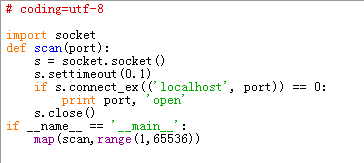 # coding=utf-8
import socket
def scan(port):
    s = socket.socket()
    s.settimeout(0.1)
    if s.connect_ex(('localhost', port)) == 0:
        print port, 'open'
    s.close()
if __name__ == '__main__':
    map(scan,range(1,65536))